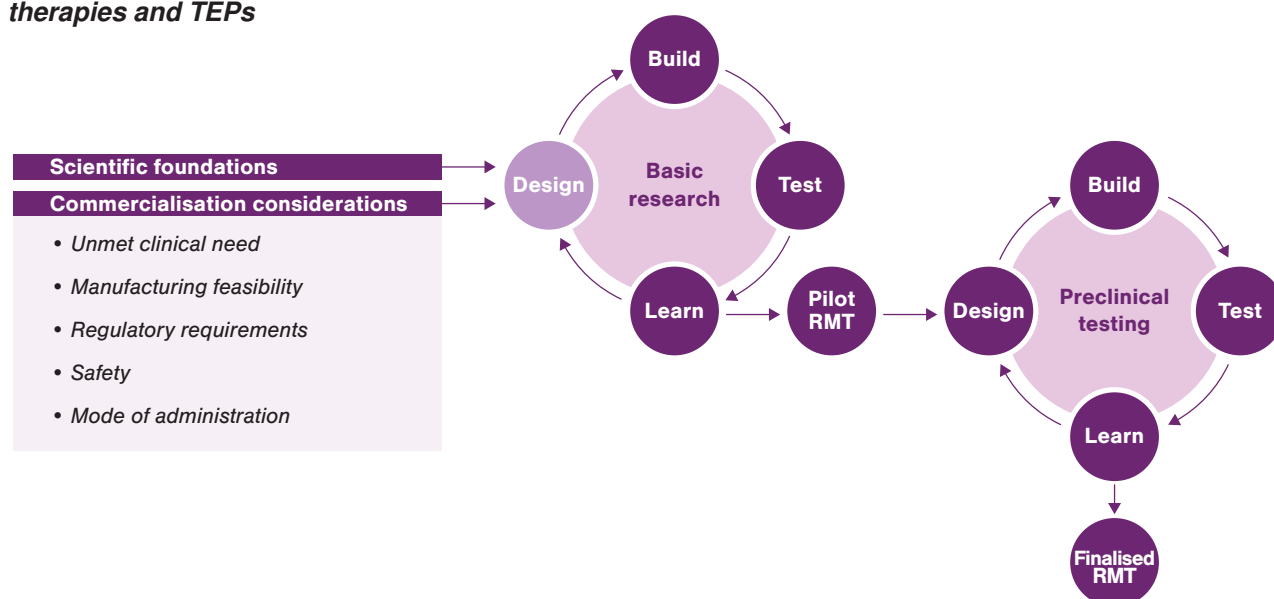 therapies and TEPs
Scientific foundations
Commercialisation considerations
• Unmet clinical need
• Manufacturing feasibility
• Regulatory requirements
• Safety
• Mode of administration
Build
Design
Basic
research
Test
Learn
Pilot
RMT
Build
Design
Preclinical
testing
Test
Learn
Finalised
RMT